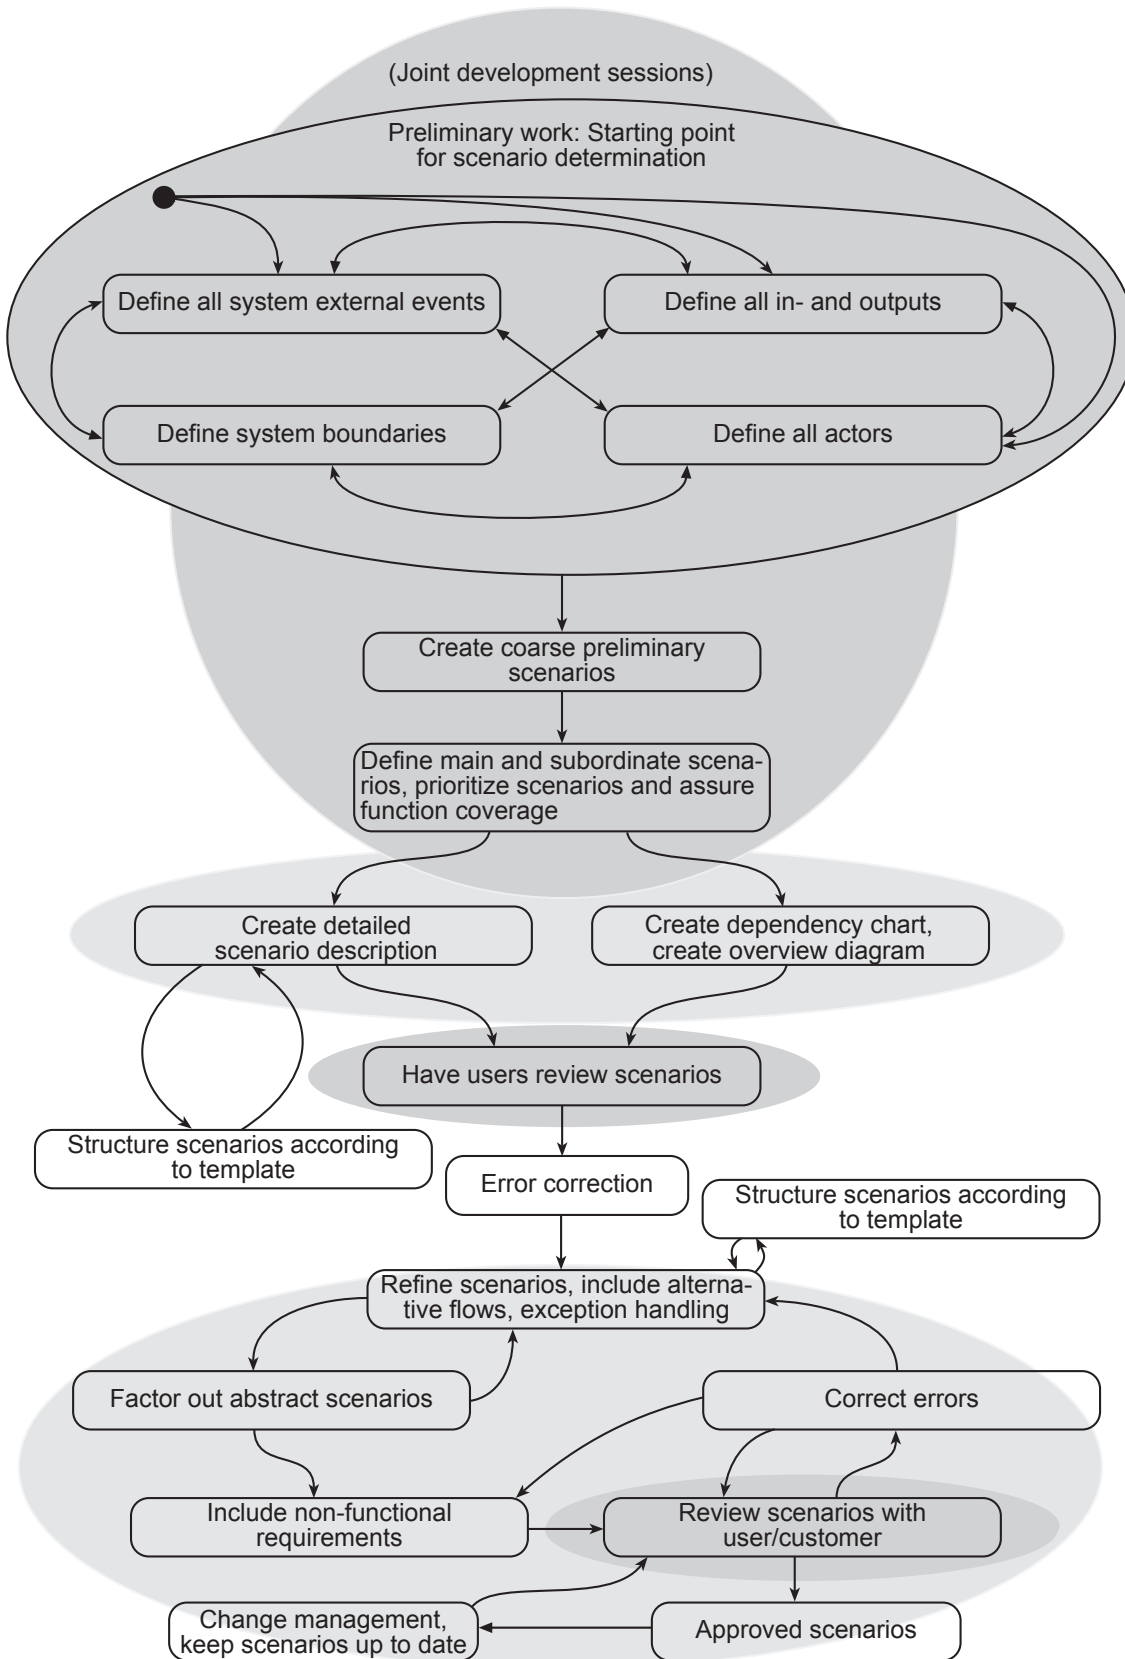 (Joint development sessions)
Preliminary work: Starting point
for scenario determination
Define all system external events
Define all in- and outputs
Define system boundaries
Define all actors
Create coarse preliminary
scenarios
Define main and subordinate scena-
rios, prioritize scenarios and assure
function coverage
Create detailed
scenario description
Create dependency chart,
create overview diagram
Have users review scenarios
Structure scenarios according
to template
Error correction
Structure scenarios according
to template
Refine scenarios, include alterna-
tive flows, exception handling
Factor out abstract scenarios
Correct errors
Include non-functional
requirements
Review scenarios with
user/customer
Change management,
keep scenarios up to date
Approved scenarios